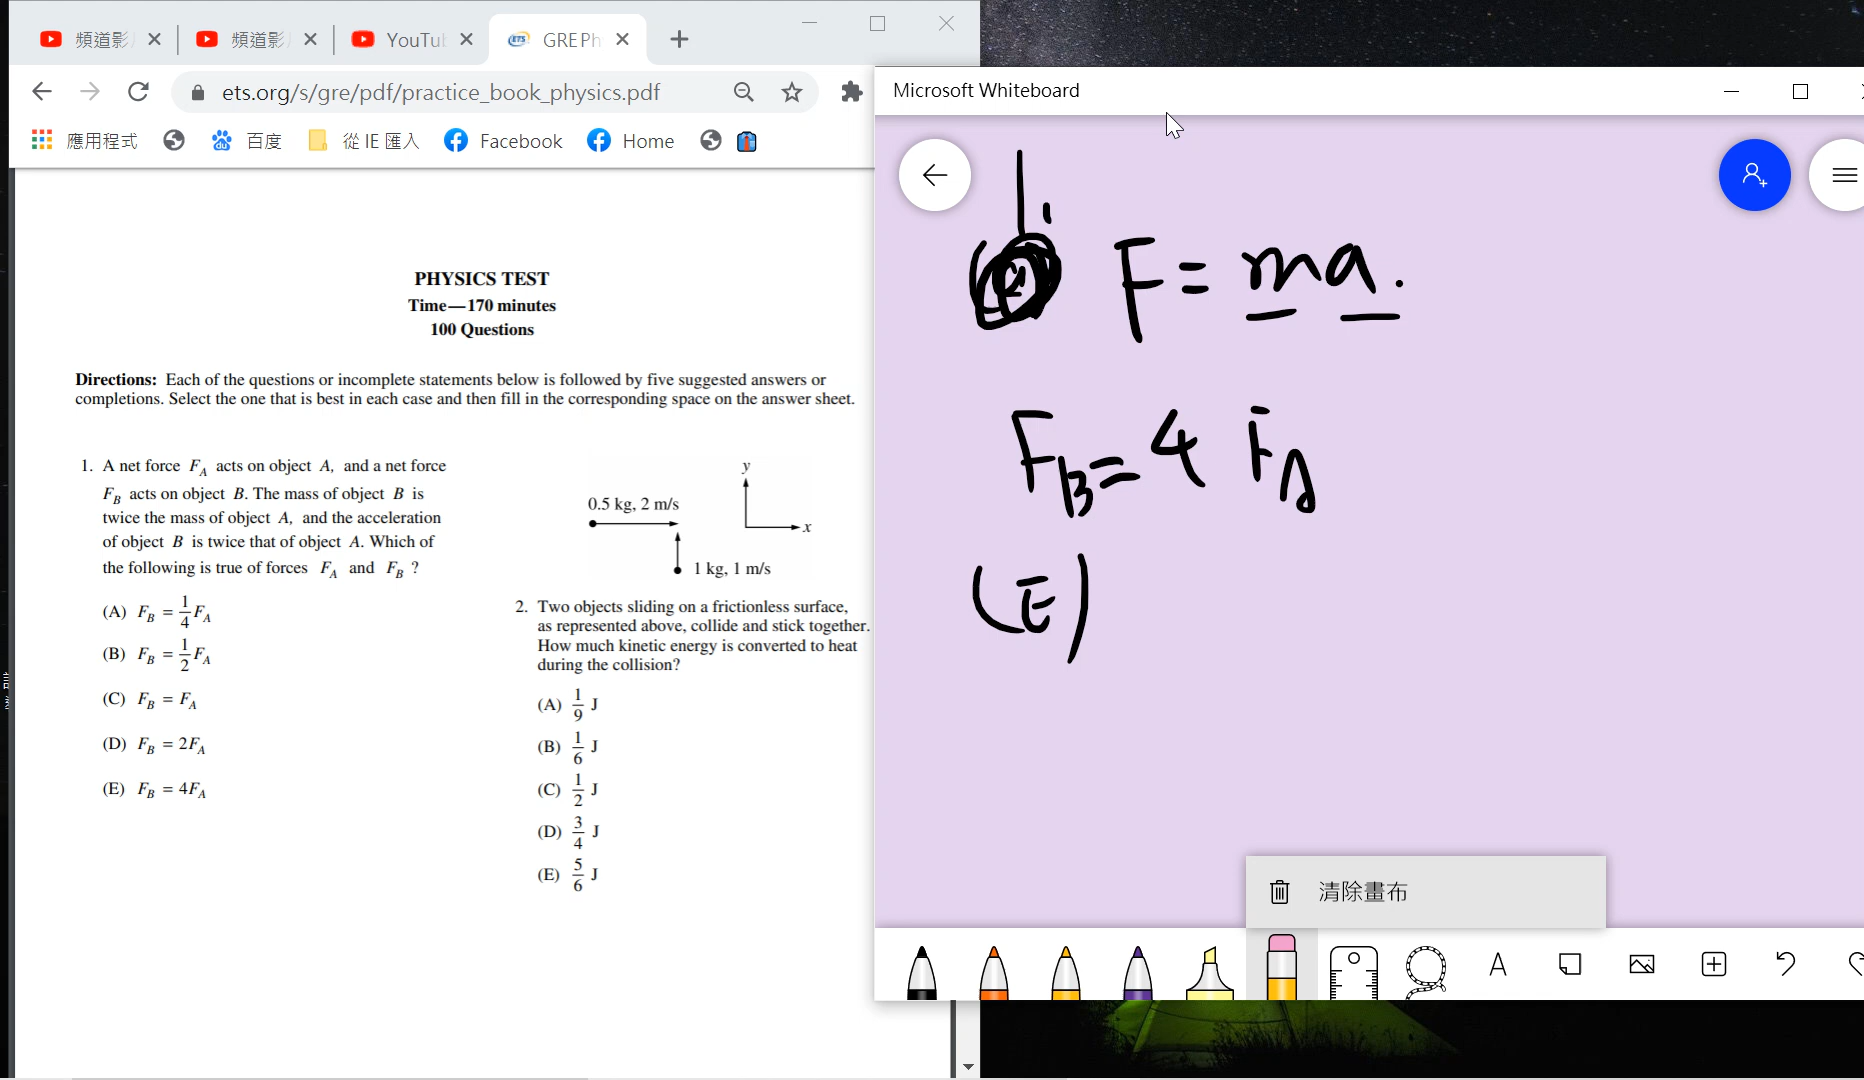 頻道影
頻道影
YouTu
GRE Ph
ets.org/s/gre/pdf/practice_book_physics.pdf
應用程式
百度
從 IE 匯入
Facebook
Home
PHYSICS TEST
Time—170 minutes
100 Questions
Directions: Each of the questions or incomplete statements below is followed by five suggested answers or
completions. Select the one that is best in each case and then fill in the corresponding space on the answer sheet.
1. A net force F_A acts on object A, and a net force
F_B acts on object B. The mass of object B is
twice the mass of object A, and the acceleration
of object B is twice that of object A. Which of
the following is true of forces F_A and F_B ?
(A) F_B = 1/4 F_A
(B) F_B = 1/2 F_A
(C) F_B = F_A
(D) F_B = 2F_A
(E) F_B = 4F_A
y
0.5 kg, 2 m/s
x
1 kg, 1 m/s
2. Two objects sliding on a frictionless surface,
as represented above, collide and stick together.
How much kinetic energy is converted to heat
during the collision?
(A) 1/9 J
(B) 1/6 J
(C) 1/2 J
(D) 3/4 J
(E) 5/6 J
Microsoft Whiteboard
1.
F = ma.
F_B = 4 F_A
(E)
清除畫布